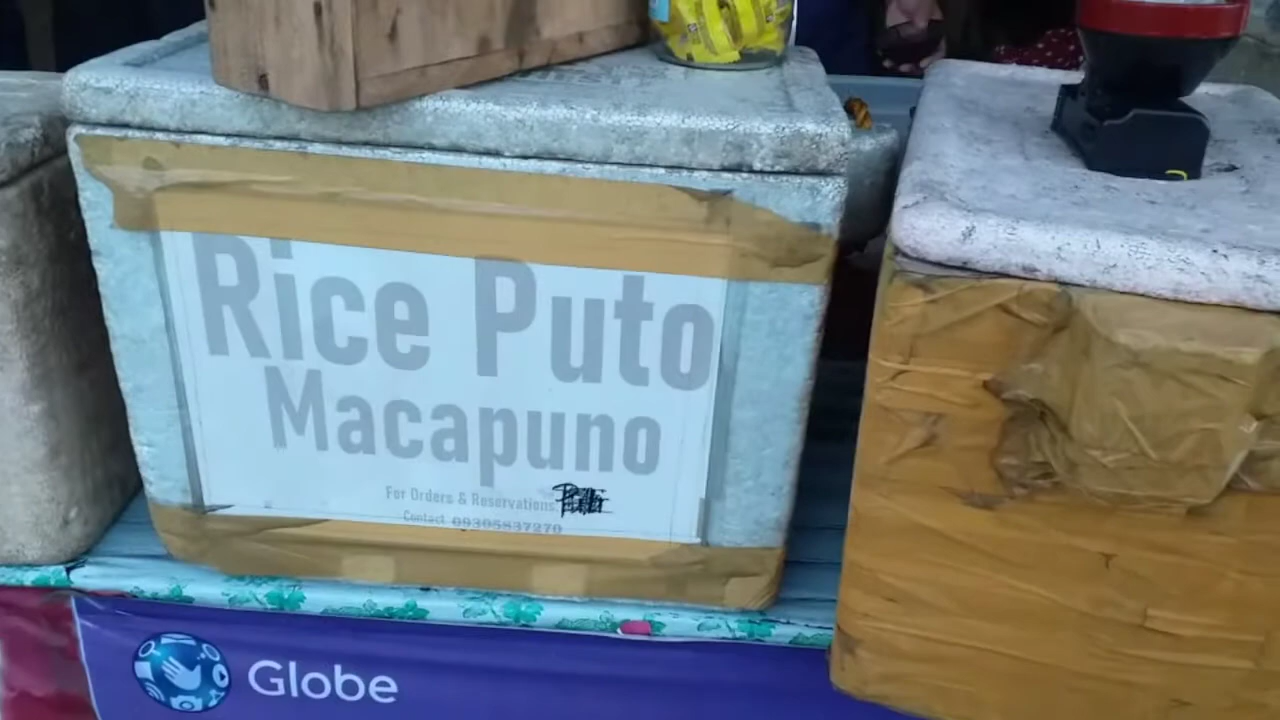 Rice Puto
Macapuno
For Orders & Reservations:
Contact 09305837270
Globe